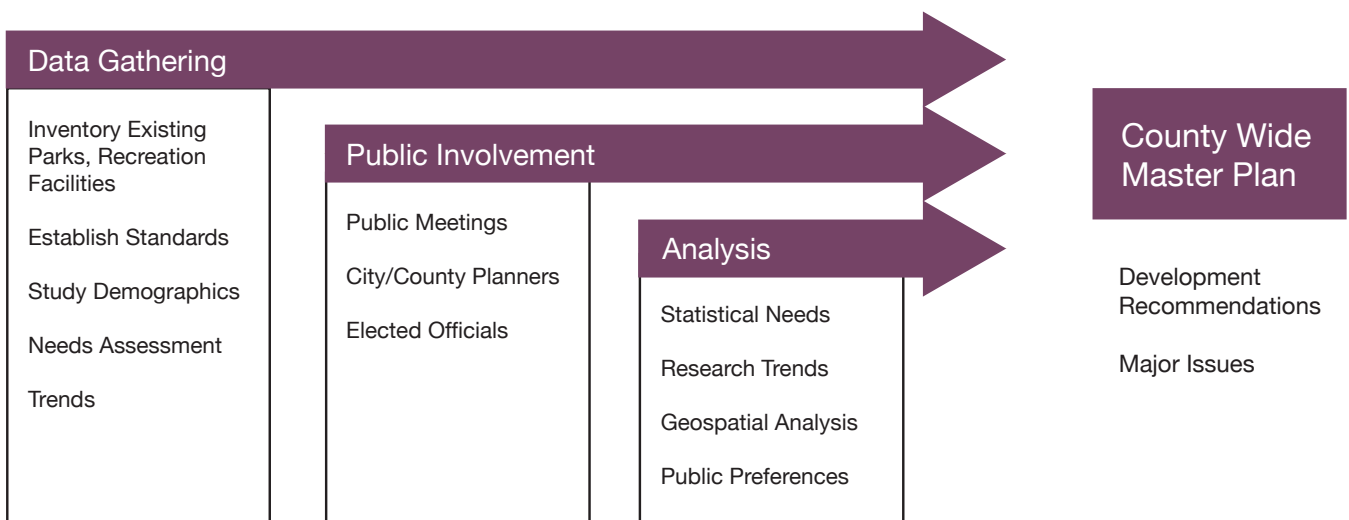 Data Gathering
Inventory Existing
Parks, Recreation
Facilities
Establish Standards
Study Demographics
Needs Assessment
Trends
Public Involvement
Public Meetings
City/County Planners
Elected Officials
Analysis
Statistical Needs
Research Trends
Geospatial Analysis
Public Preferences
County Wide
Master Plan
Development
Recommendations
Major Issues